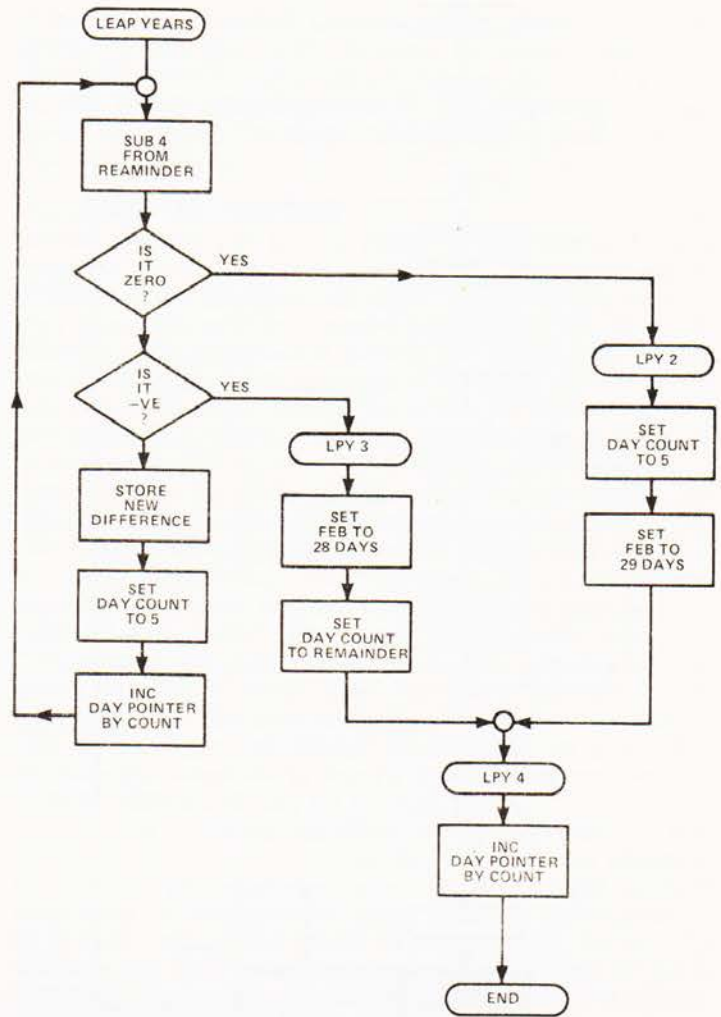 LEAP YEARS
SUB 4
FROM
REAMINDER
IS
IT
ZERO
?
YES
IS
IT
–VE
?
YES
STORE
NEW
DIFFERENCE
SET
DAY COUNT
TO 5
INC
DAY POINTER
BY COUNT
LPY 3
SET
FEB TO
28 DAYS
SET
DAY COUNT
TO REMAINDER
LPY 2
SET
DAY COUNT
TO 5
SET
FEB TO
29 DAYS
LPY 4
INC
DAY POINTER
BY COUNT
END